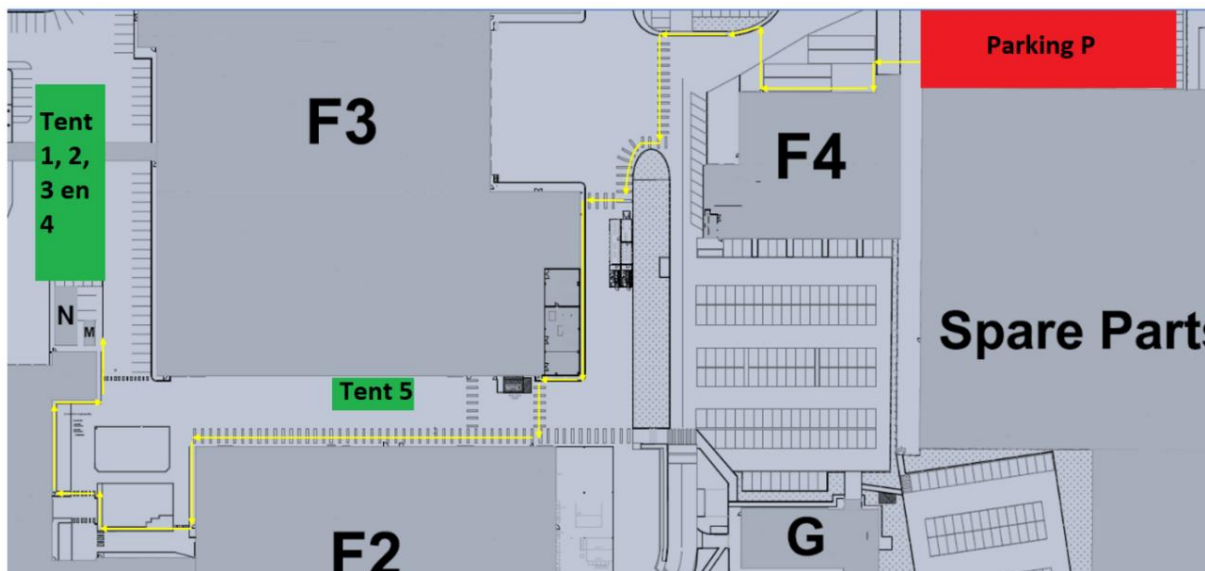 Parking P
Tent
1, 2,
3 en
4
F3
F4
N
M
Spare Parts
Tent 5
F2
G